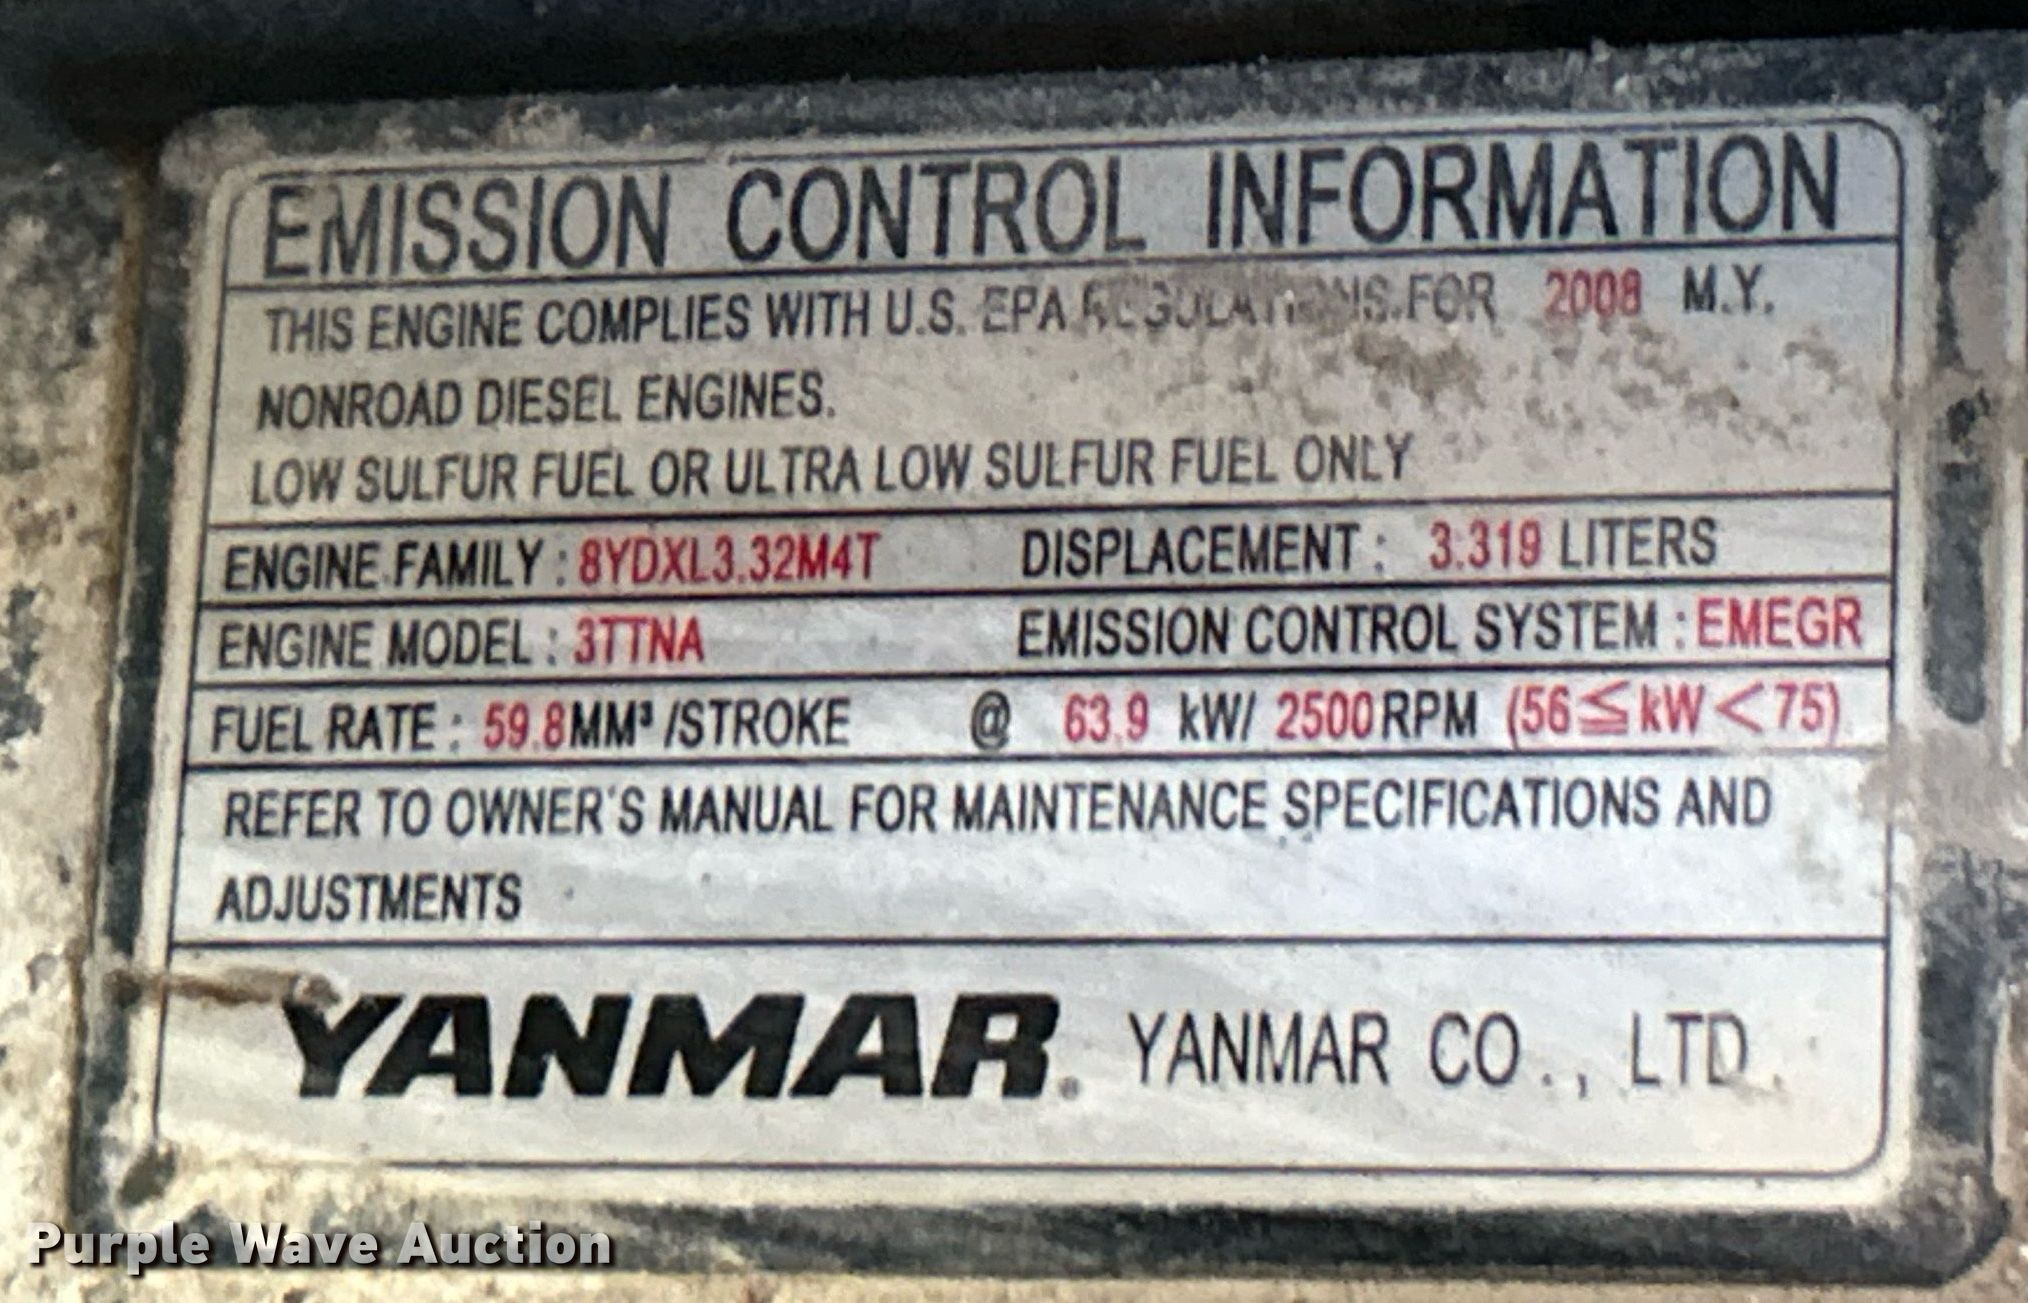 EMISSION CONTROL INFORMATION
THIS ENGINE COMPLIES WITH U.S. EPA REGULATIONS FOR 2008 M.Y.
NONROAD DIESEL ENGINES.
LOW SULFUR FUEL OR ULTRA LOW SULFUR FUEL ONLY
ENGINE FAMILY : 8YDXL3.32M4T DISPLACEMENT : 3.319 LITERS
ENGINE MODEL : 3TTNA EMISSION CONTROL SYSTEM : EMEGR
FUEL RATE : 59.8MM³/STROKE @ 63.9 kW/ 2500RPM (56≦kW<75)
REFER TO OWNER'S MANUAL FOR MAINTENANCE SPECIFICATIONS AND
ADJUSTMENTS
YANMAR® YANMAR CO., LTD.
Purple Wave Auction